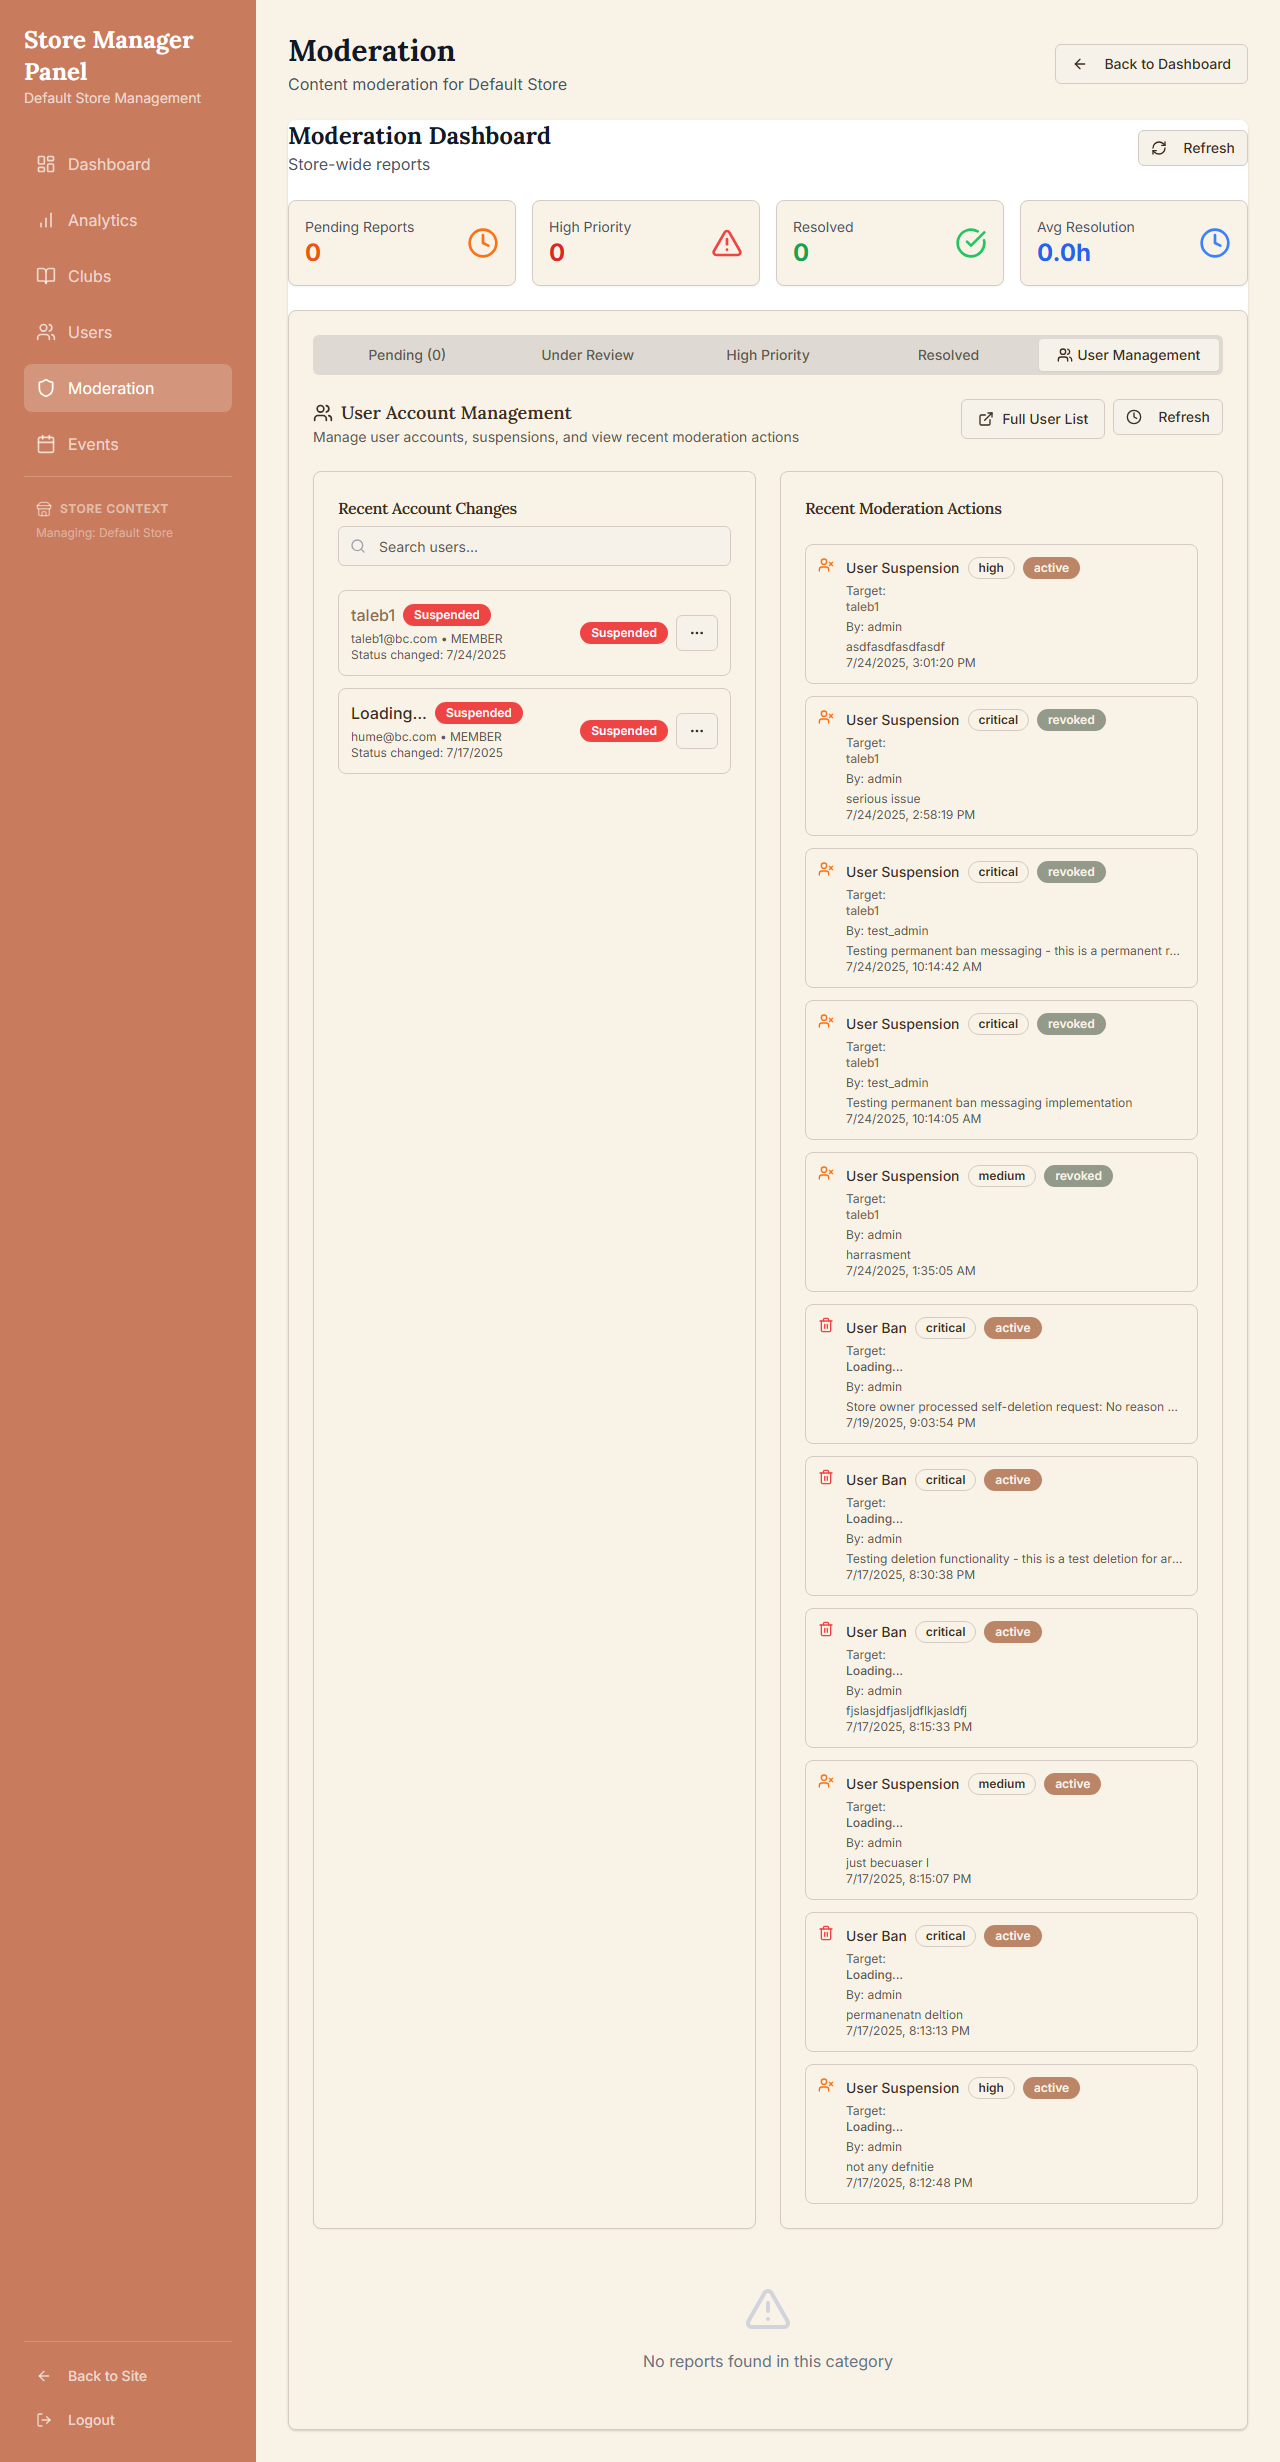 Store Manager
Panel
Default Store Management
Dashboard
Analytics
Clubs
Users
Moderation
Events
STORE CONTEXT
Managing: Default Store
Back to Site
Logout
Moderation
Content moderation for Default Store
Back to Dashboard
Moderation Dashboard
Store-wide reports
Refresh
Pending Reports
0
High Priority
0
Resolved
0
Avg Resolution
0.0h
Pending (0) Under Review High Priority Resolved User Management
User Account Management
Manage user accounts, suspensions, and view recent moderation actions
Full User List
Refresh
Recent Account Changes
Search users...
taleb1 Suspended
taleb1@bc.com • MEMBER
Status changed: 7/24/2025
Suspended
Loading... Suspended
hume@bc.com • MEMBER
Status changed: 7/17/2025
Suspended
Recent Moderation Actions
User Suspension high active
Target:
taleb1
By: admin
asdfasdfasdfasdf
7/24/2025, 3:01:20 PM
User Suspension critical revoked
Target:
taleb1
By: admin
serious issue
7/24/2025, 2:58:19 PM
User Suspension critical revoked
Target:
taleb1
By: test_admin
Testing permanent ban messaging - this is a permanent r...
7/24/2025, 10:14:42 AM
User Suspension critical revoked
Target:
taleb1
By: test_admin
Testing permanent ban messaging implementation
7/24/2025, 10:14:05 AM
User Suspension medium revoked
Target:
taleb1
By: admin
harrasment
7/24/2025, 1:35:05 AM
User Ban critical active
Target:
Loading...
By: admin
Store owner processed self-deletion request: No reason ...
7/19/2025, 9:03:54 PM
User Ban critical active
Target:
Loading...
By: admin
Testing deletion functionality - this is a test deletion for ar...
7/17/2025, 8:30:38 PM
User Ban critical active
Target:
Loading...
By: admin
fjslasjdfjasljdflkjasldfj
7/17/2025, 8:15:33 PM
User Suspension medium active
Target:
Loading...
By: admin
just becuaser I
7/17/2025, 8:15:07 PM
User Ban critical active
Target:
Loading...
By: admin
permanenatn deltion
7/17/2025, 8:13:13 PM
User Suspension high active
Target:
Loading...
By: admin
not any defnitie
7/17/2025, 8:12:48 PM
No reports found in this category